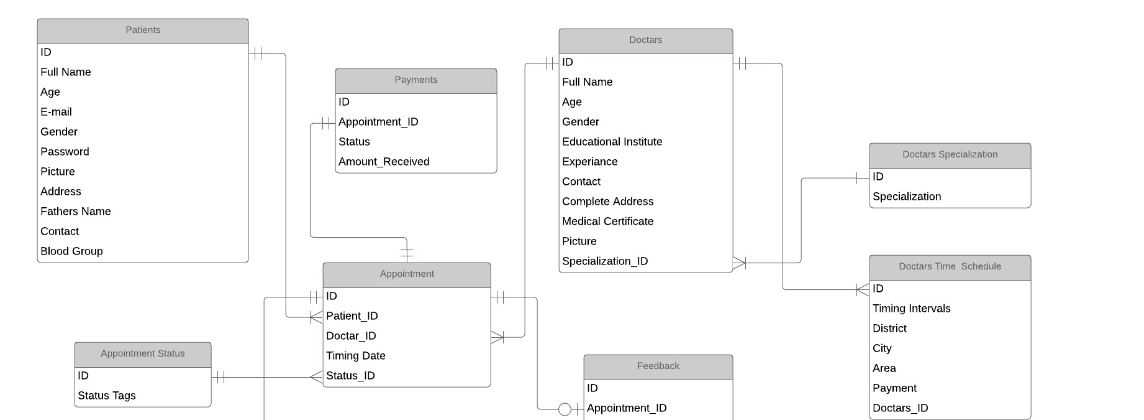 Patients
ID
Full Name
Age
E-mail
Gender
Password
Picture
Address
Fathers Name
Contact
Blood Group
Payments
ID
Appointment_ID
Status
Amount_Received
Doctars
ID
Full Name
Age
Gender
Educational Institute
Experiance
Contact
Complete Address
Medical Certificate
Picture
Specialization_ID
Doctars Specialization
ID
Specialization
Doctars Time Schedule
ID
Timing Intervals
District
City
Area
Payment
Doctars_ID
Appointment
ID
Patient_ID
Doctar_ID
Timing Date
Status_ID
Appointment Status
ID
Status Tags
Feedback
ID
Appointment_ID